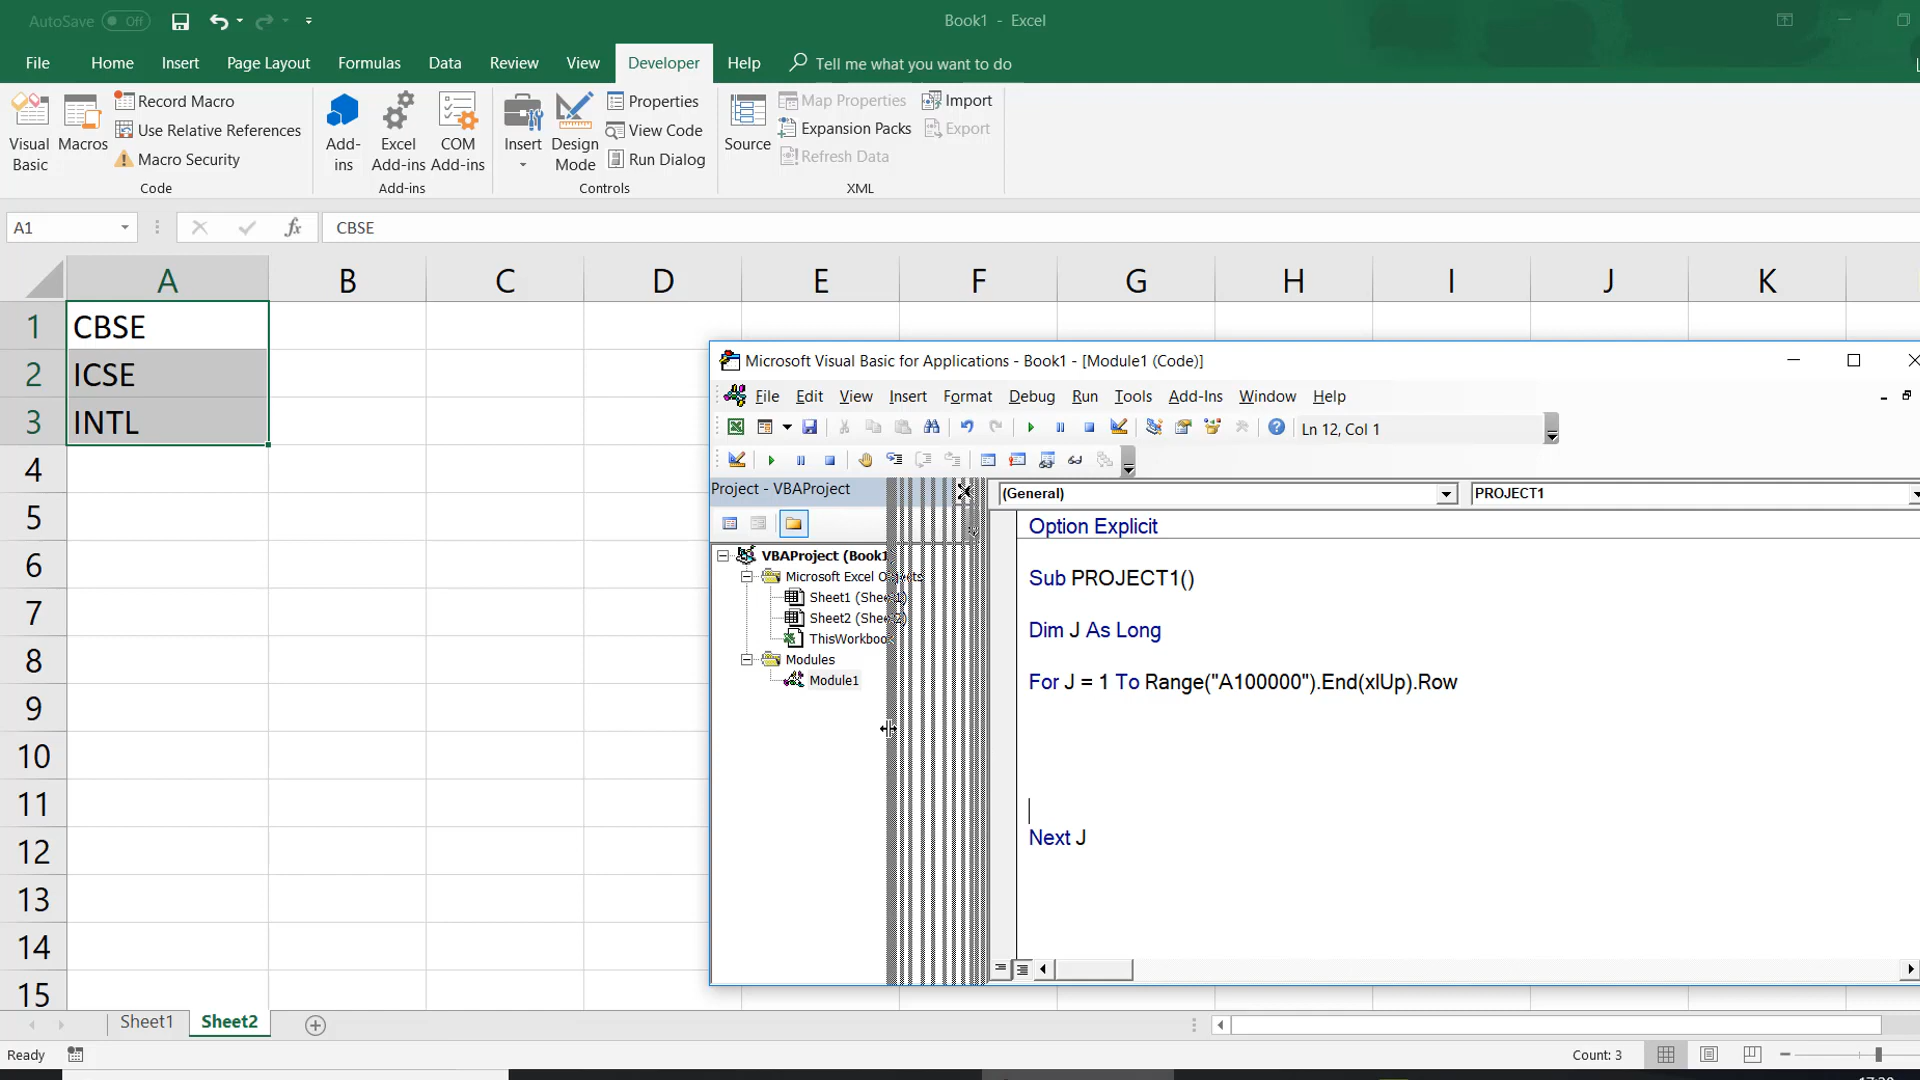 AutoSave Off Book1 - Excel
File Home Insert Page Layout Formulas Data Review View Developer Help Tell me what you want to do
Visual Basic Macros Record Macro Use Relative References Macro Security Code
Add-ins Excel Add-ins COM Add-ins Add-ins
Insert Design Mode Properties View Code Run Dialog Controls
Source Map Properties Expansion Packs Refresh Data Import Export XML
A1 fx CBSE
A B C D E F G H I J K
1 CBSE
2 ICSE
3 INTL
4
5
6
7
8
9
10
11
12
13
14
15
Microsoft Visual Basic for Applications - Book1 - [Module1 (Code)]
File Edit View Insert Format Debug Run Tools Add-Ins Window Help
Ln 12, Col 1
Project - VBAProject
VBAProject (Book1
Microsoft Excel Objects
Sheet1 (Sheet1)
Sheet2 (Sheet2)
ThisWorkbook
Modules
Module1
(General) PROJECT1
Option Explicit
Sub PROJECT1()
Dim J As Long
For J = 1 To Range("A100000").End(xlUp).Row
Next J
Sheet1 Sheet2
Ready Count: 3